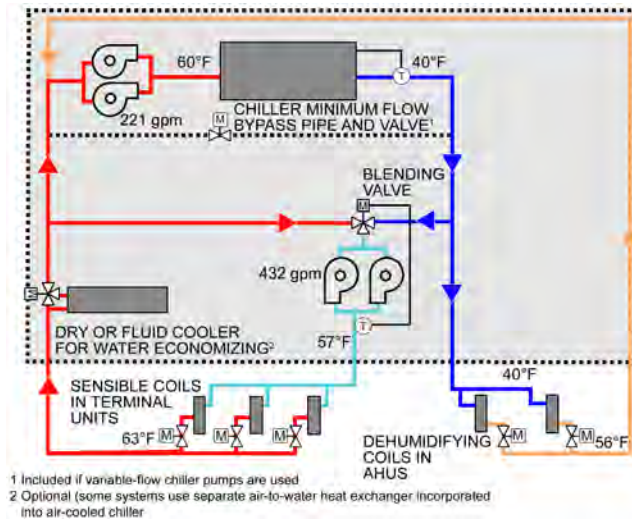 60°F
40°F
T
221 gpm
CHILLER MINIMUM FLOW
BYPASS PIPE AND VALVE¹
M
BLENDING
VALVE
M
432 gpm
M
DRY OR FLUID COOLER
FOR WATER ECONOMIZING²
57°F
T
SENSIBLE COILS
IN TERMINAL
UNITS
40°F
63°F
M
M
M
DEHUMIDIFYING
COILS IN
AHUS
M
M
56°F
1 Included if variable-flow chiller pumps are used
2 Optional (some systems use separate air-to-water heat exchanger incorporated
into air-cooled chiller